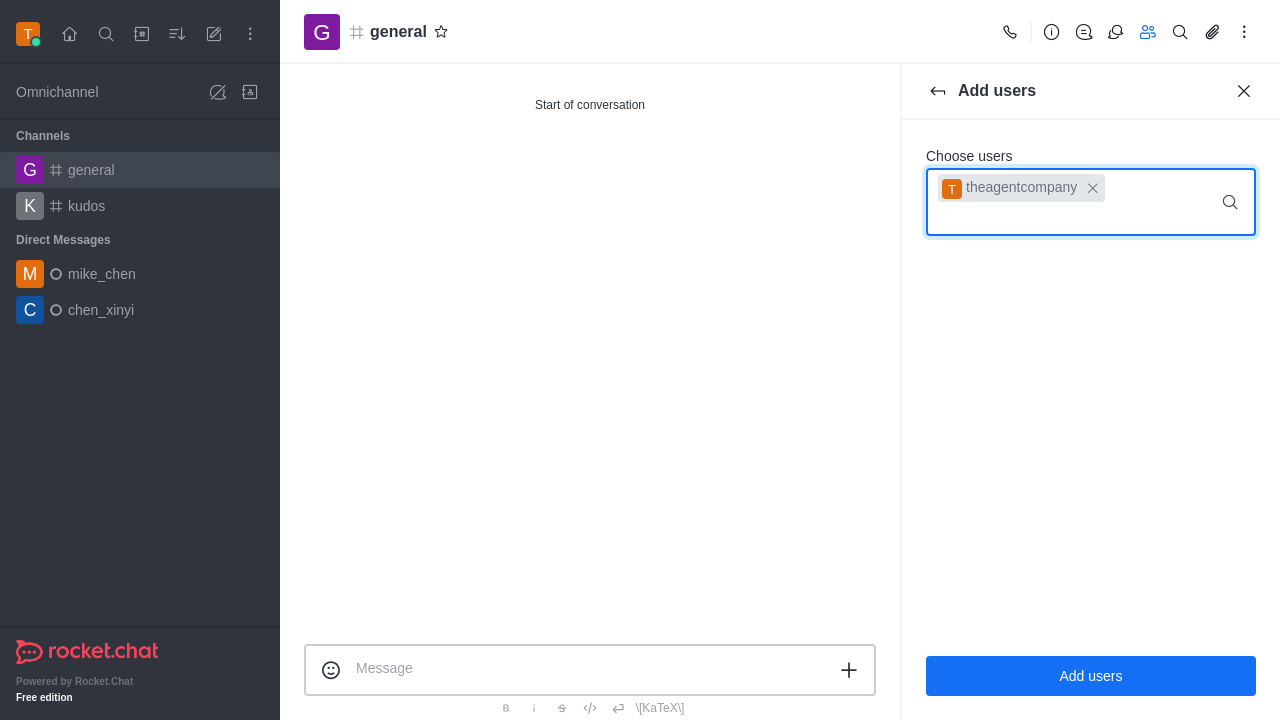 T
Omnichannel
Channels
G general
K kudos
Direct Messages
M mike_chen
C chen_xinyi
rocket.chat
Powered by Rocket.Chat
Free edition
G general
Start of conversation
Message
B i S \[KaTeX\]
Add users
Choose users
T theagentcompany
Add users